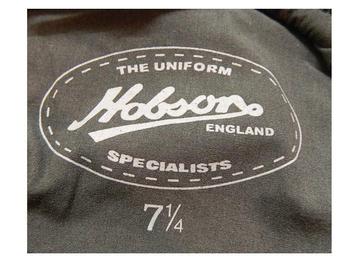 THE UNIFORM
Hobson
ENGLAND
SPECIALISTS
7¼